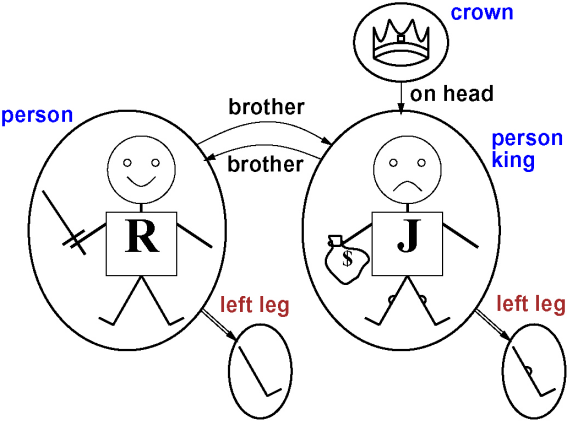 crown
on head
person
brother
brother
person
king
R
J
$
left leg
left leg